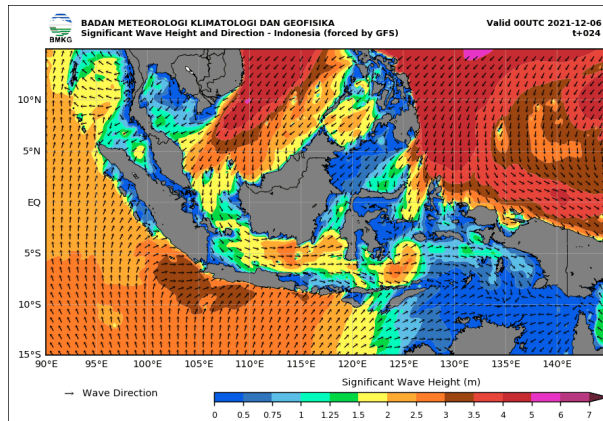 BMKG
BADAN METEOROLOGI KLIMATOLOGI DAN GEOFISIKA
Significant Wave Height and Direction - Indonesia (forced by GFS)
Valid 00UTC 2021-12-06
t+024
10°N
5°N
EQ
5°S
10°S
15°S
90°E 95°E 100°E 105°E 110°E 115°E 120°E 125°E 130°E 135°E 140°E
Wave Direction
Significant Wave Height (m)
0 0.5 0.75 1 1.25 1.5 2 2.5 3 3.5 4 5 6 7